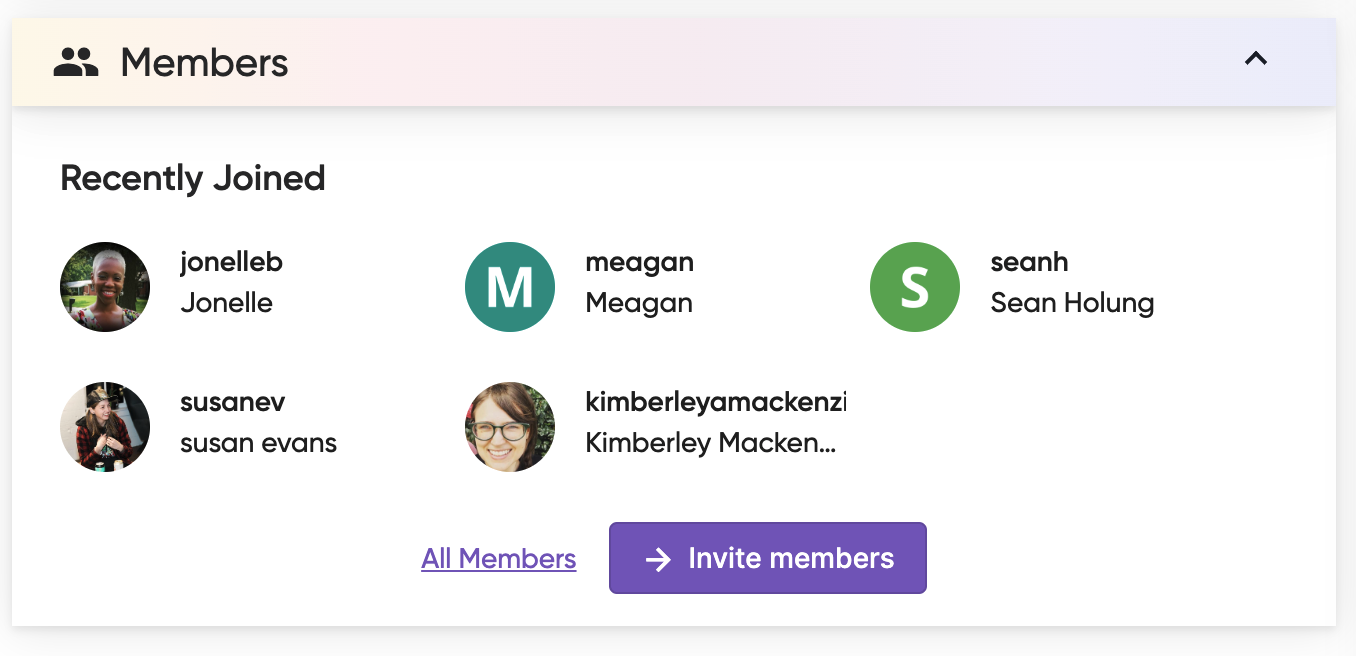 Members
Recently Joined
jonelleb
Jonelle
M
meagan
Meagan
S
seanh
Sean Holung
susanev
susan evans
kimberleyamackenzi
Kimberley Macken...
All Members
Invite members